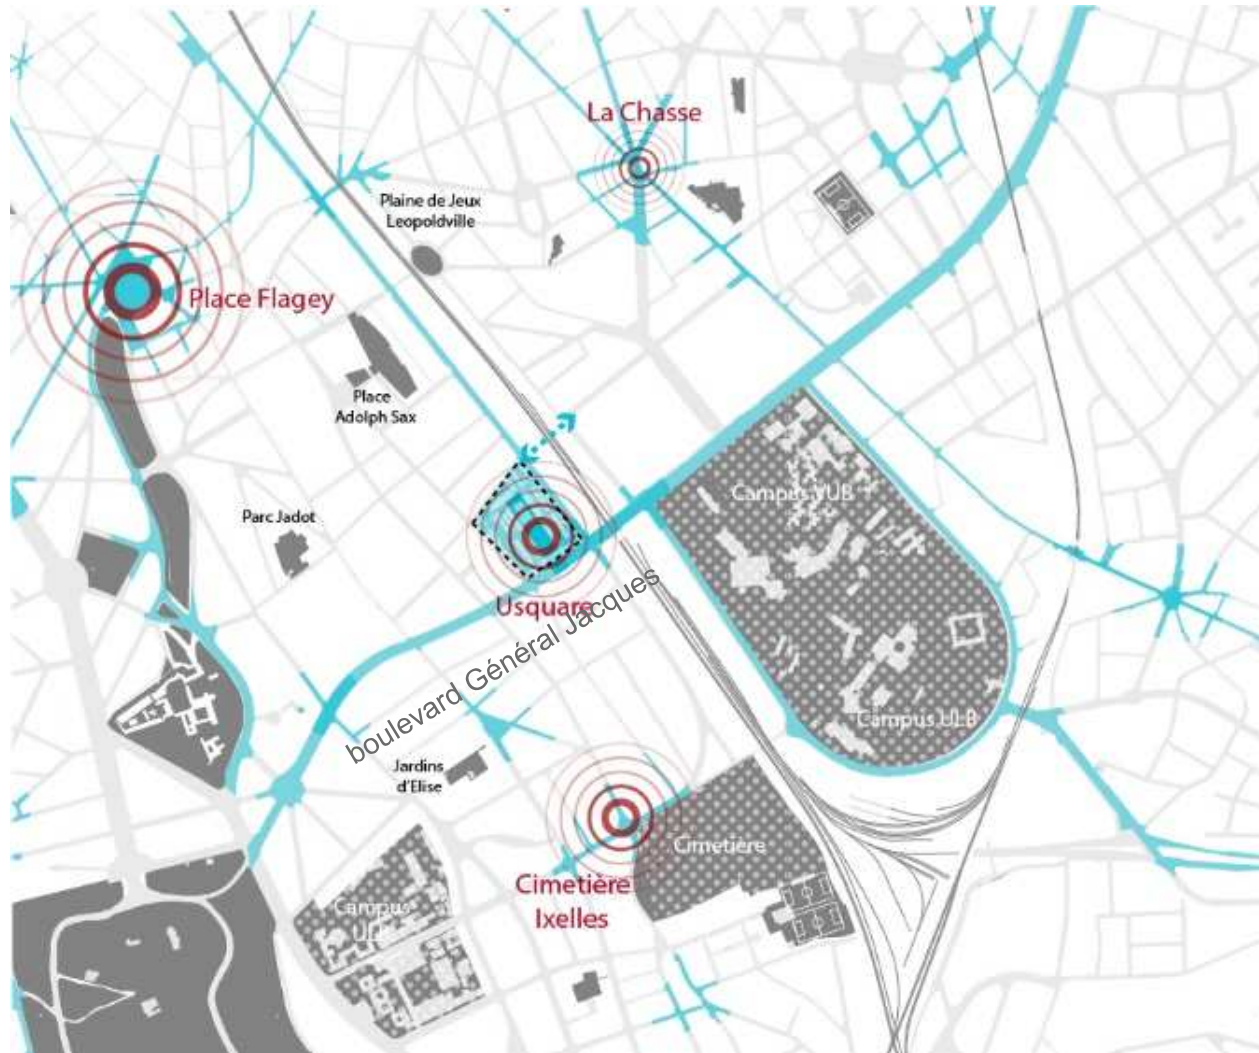 La Chasse
Plaine de Jeux
Leopoldville
Place Flagey
Place
Adolph Sax
Campus VUB
Parc Jadot
Usquare
boulevard Général Jacques
Campus ULB
Jardins
d'Elise
Cimetière
Cimetière
Ixelles
Campus
ULB